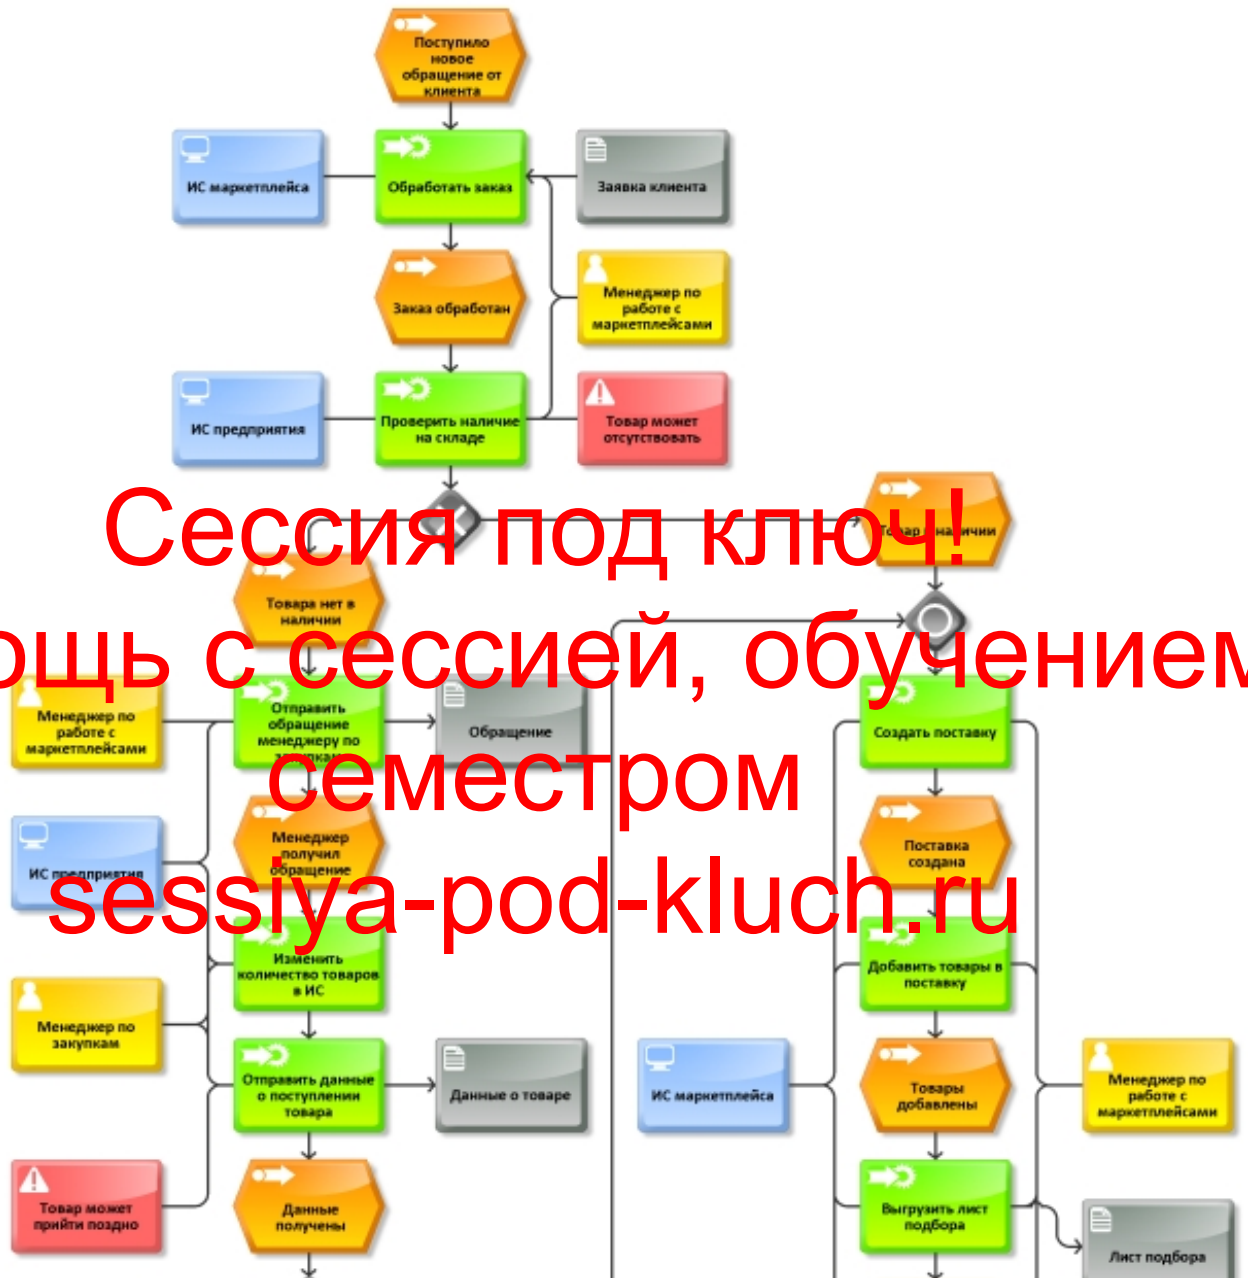 Поступило
новое
обращение от
клиента
ИС маркетплейса
Обработать заказ
Заявка клиента
Заказ обработан
Менеджер по
работе с
маркетплейсами
ИС предприятия
Проверить наличие
на складе
Товар может
отсутствовать
Сессия под ключ!
Товар в наличии
Товара нет в
наличии
ощь с сессией, обучением
Менеджер по
работе с
маркетплейсами
Отправить
обращение
менеджеру по
закупкам
Обращение
Создать поставку
семестром
Менеджер
получил
обращение
Поставка
создана
ИС предприятия
sessiya-pod-kluch.ru
Изменить
количество товаров
в ИС
Добавить товары в
поставку
Менеджер по
закупкам
Отправить данные
о поступлении
товара
Данные о товаре
ИС маркетплейса
Товары
добавлены
Менеджер по
работе с
маркетплейсами
Товар может
прийти поздно
Данные
получены
Выгрузить лист
подбора
Лист подбора